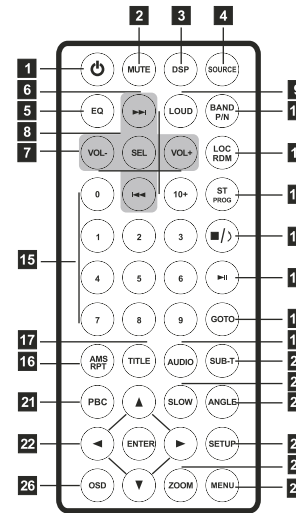 2 3 4
1 MUTE DSP SOURCE
6
5 EQ LOUD BAND P/N
8
7 VOL- SEL VOL+ LOC RDM
0 10+ ST PROG
1 2 3
15
4 5 6
7 8 9 GOTO
17
16 AMS RPT TITLE AUDIO SUB-T
21 PBC SLOW ANGLE
22 ENTER SETUP
26 OSD ZOOM MENU